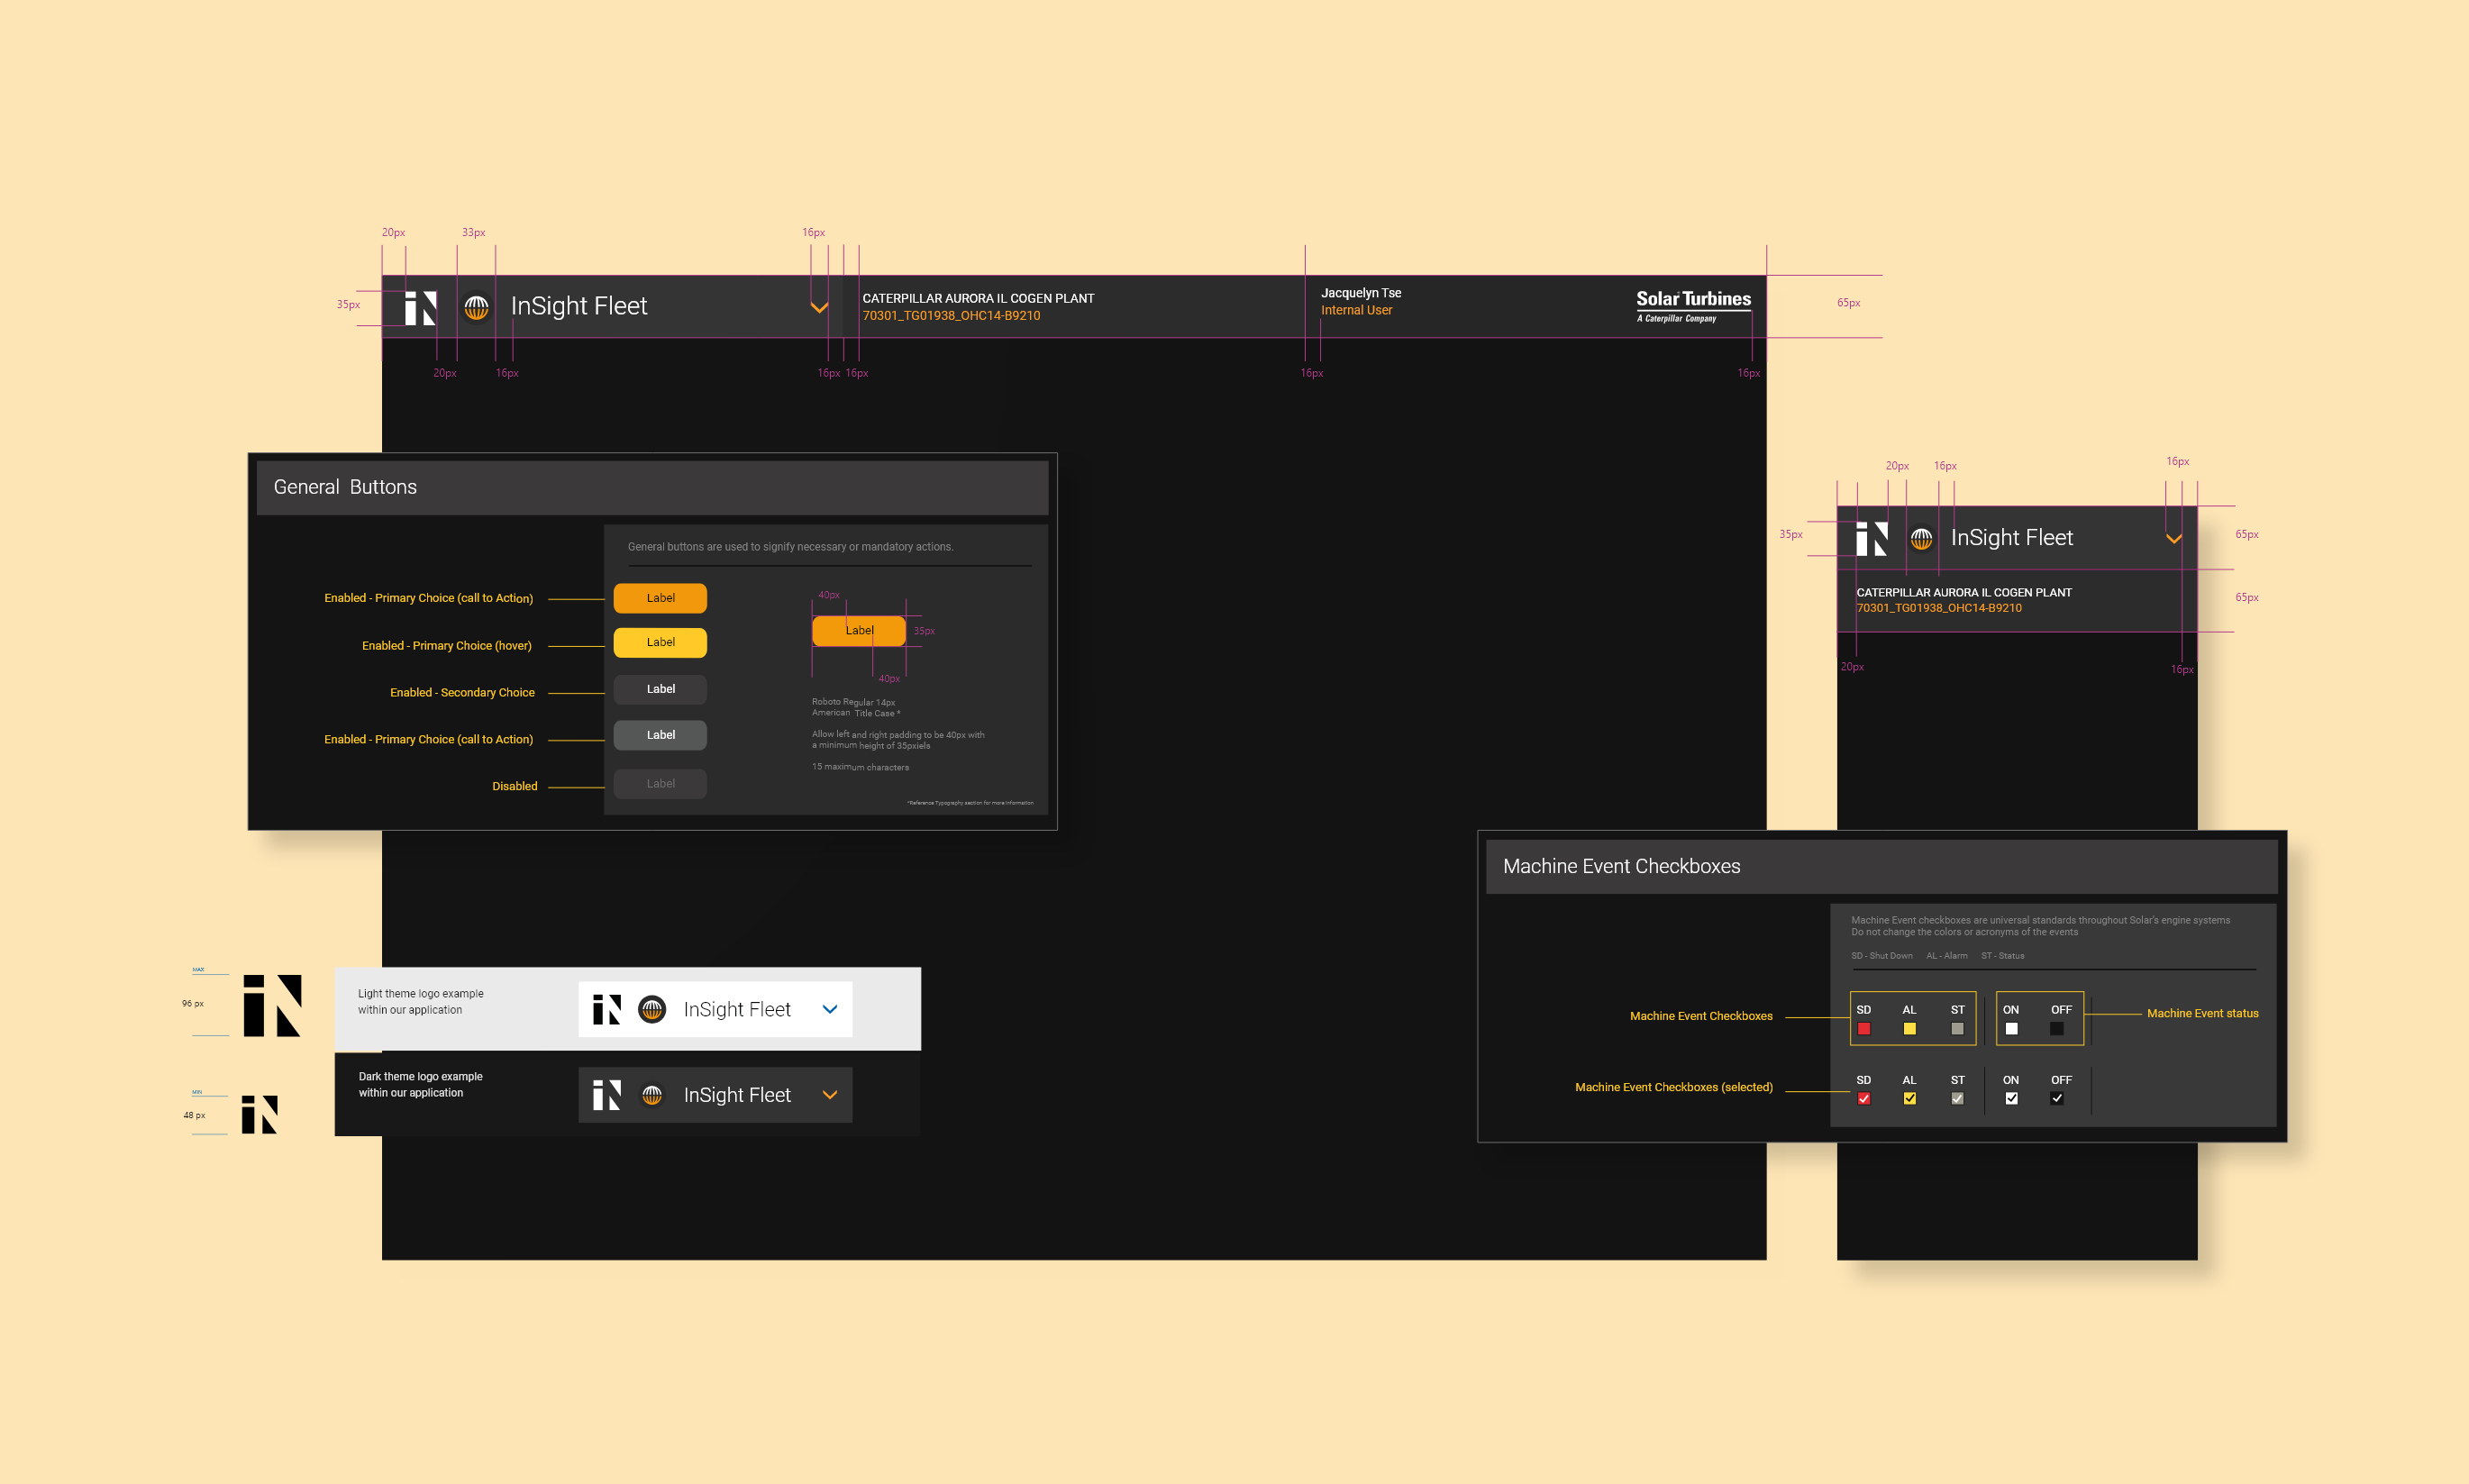 20px 33px 16px
35px
iN InSight Fleet
CATERPILLAR AURORA IL COGEN PLANT
70301_TG01938_OHC14-B9210
Jacquelyn Tse
Internal User
Solar Turbines
A Caterpillar Company
65px
20px 16px 16px 16px 16px 16px
General Buttons
General buttons are used to signify necessary or mandatory actions.
Enabled - Primary Choice (call to Action)
Label
Enabled - Primary Choice (hover)
Label
Enabled - Secondary Choice
Label
Enabled - Primary Choice (call to Action)
Label
Disabled
Label
40px
Label
35px
40px
Roboto Regular 14px
American Title Case *
Allow left and right padding to be 40px with
a minimum height of 35pxiels
15 maximum characters
*Reference Typography section for more information
20px 16px 16px
35px
iN InSight Fleet
65px
CATERPILLAR AURORA IL COGEN PLANT
70301_TG01938_OHC14-B9210
65px
20px 16px
Machine Event Checkboxes
Machine Event checkboxes are universal standards throughout Solar's engine systems
Do not change the colors or acronyms of the events
SD - Shut Down AL - Alarm ST - Status
Machine Event Checkboxes
SD AL ST ON OFF
Machine Event status
Machine Event Checkboxes (selected)
SD AL ST ON OFF
MAX
96 px
iN
MIN
48 px
iN
Light theme logo example
within our application
iN InSight Fleet
Dark theme logo example
within our application
iN InSight Fleet